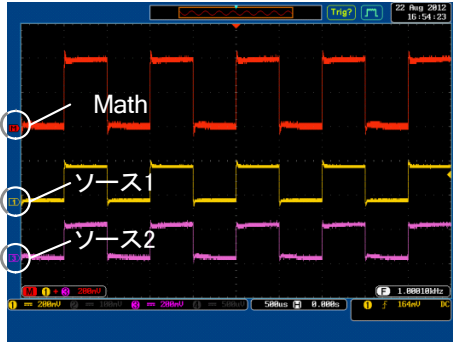 Trig?
22 Aug 2012
16:54:23
Math
ソース1
ソース2
M 1 + 3 200mV
F 1.00010kHz
1 200mV 2 100mV 3 200mV 4 500mV 500us H 0.000s 1 164mV DC